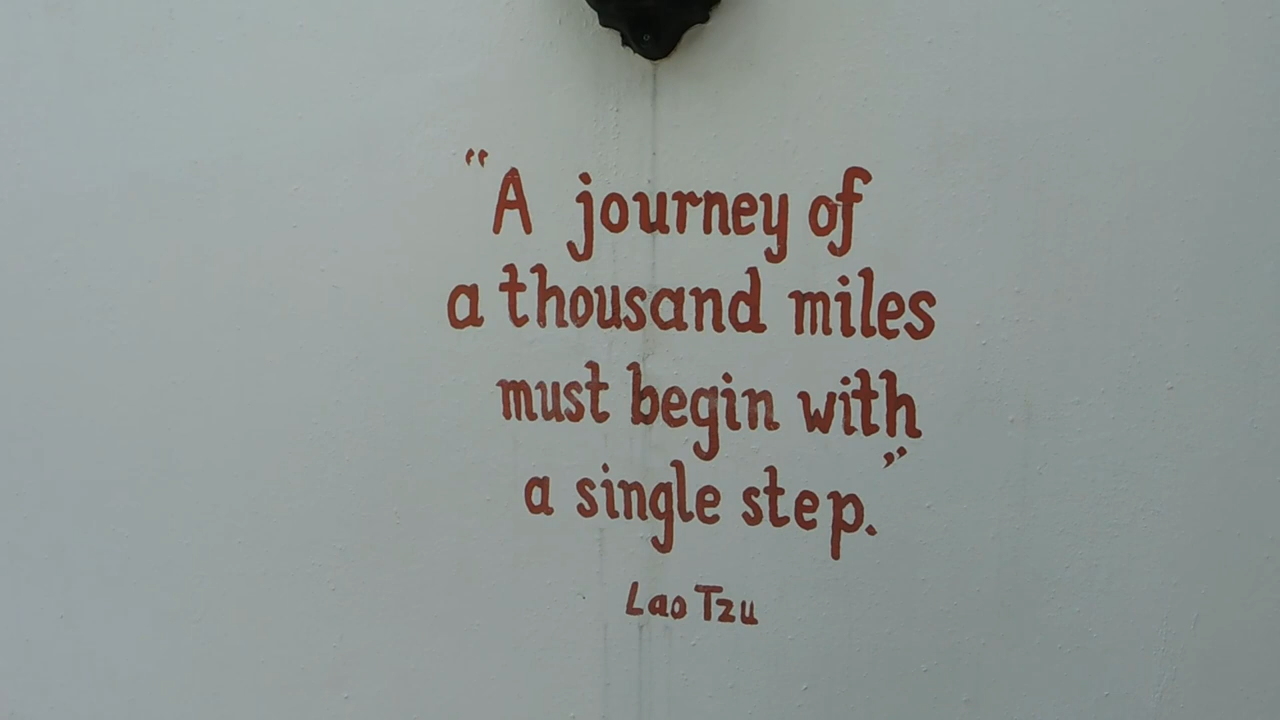 “A journey of
a thousand miles
must begin with
a single step.”
Lao Tzu